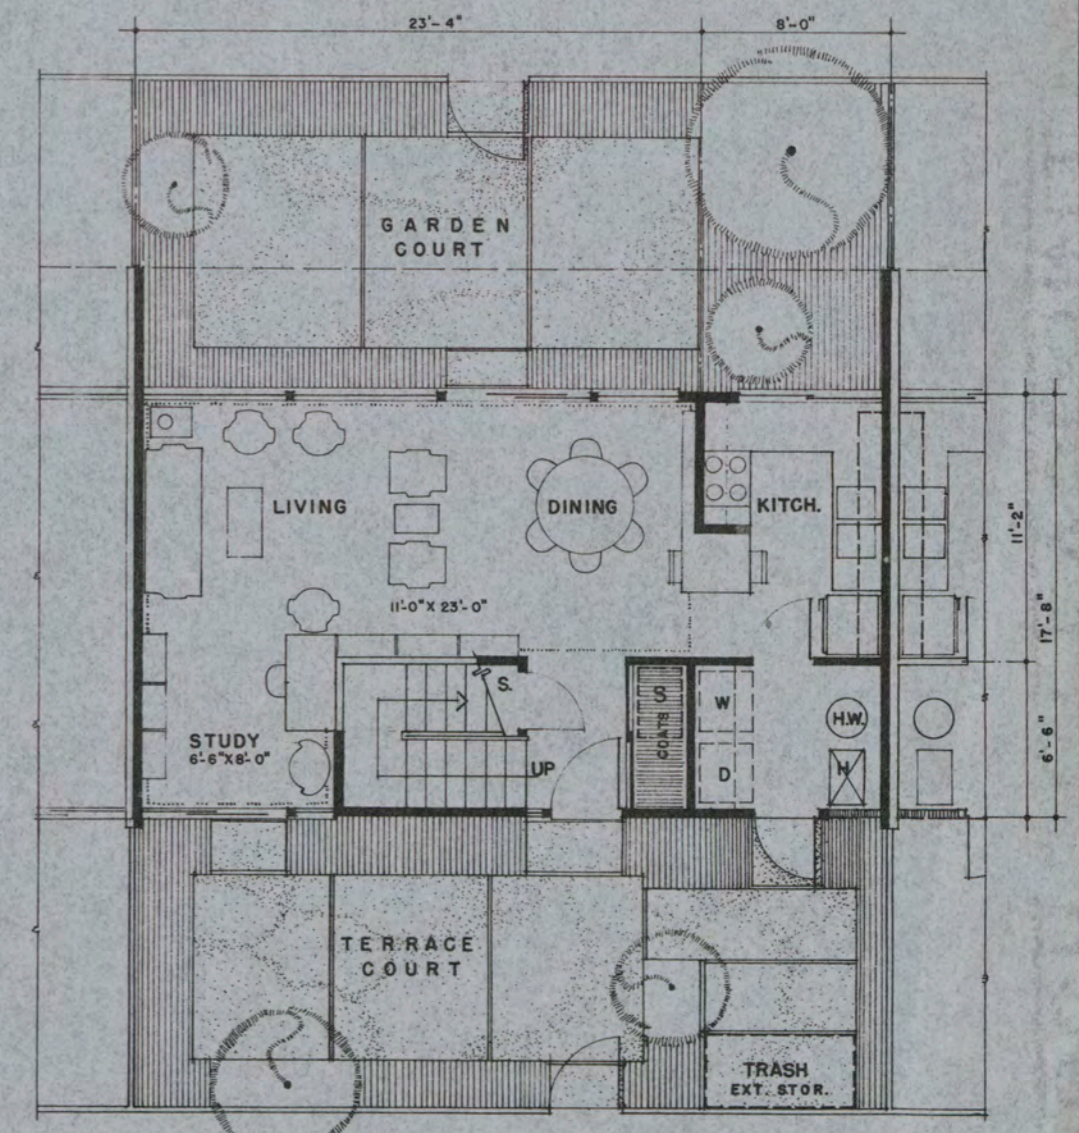 23'-4"
8'-0"
GARDEN
COURT
LIVING
DINING
KITCH.
11'-0" X 23'-0"
11'-2"
17'-8"
S.
S
COATS
W
H.W.
STUDY
6'-6"X8'-0"
UP
D
H
6'-6"
TERRACE
COURT
TRASH
EXT. STOR.